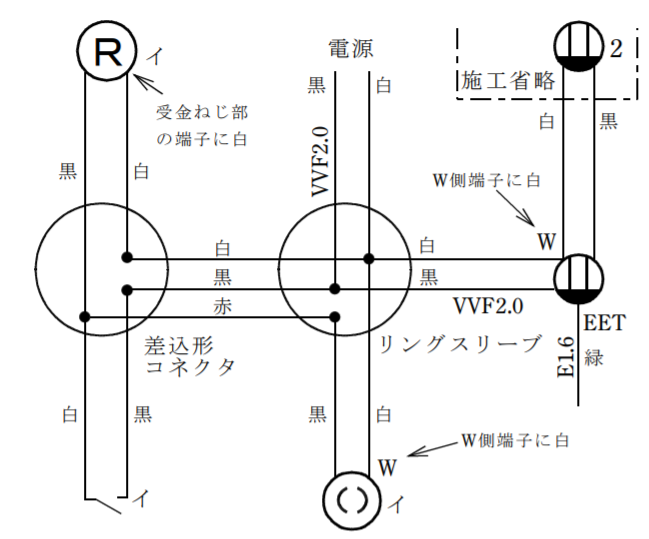 R
イ
電源
2
施工省略
黒
白
受金ねじ部
の端子に白
白
黒
VVF2.0
黒
白
W側端子に白
W
白
白
黒
黒
赤
VVF2.0
EET
差込形
コネクタ
リングスリーブ
E1.6
緑
白
黒
黒
白
W側端子に白
W
イ
イ